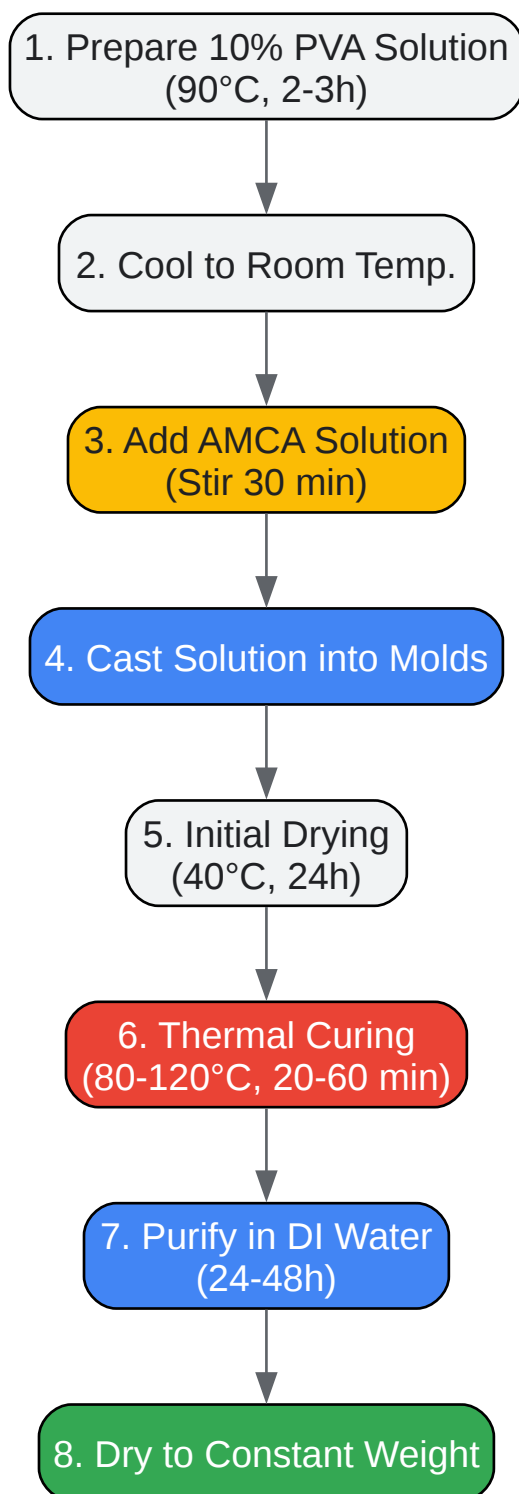 1. Prepare 10% PVA Solution
(90°C, 2-3h)
2. Cool to Room Temp.
3. Add AMCA Solution
(Stir 30 min)
4. Cast Solution into Molds
5. Initial Drying
(40°C, 24h)
6. Thermal Curing
(80-120°C, 20-60 min)
7. Purify in DI Water
(24-48h)
8. Dry to Constant Weight